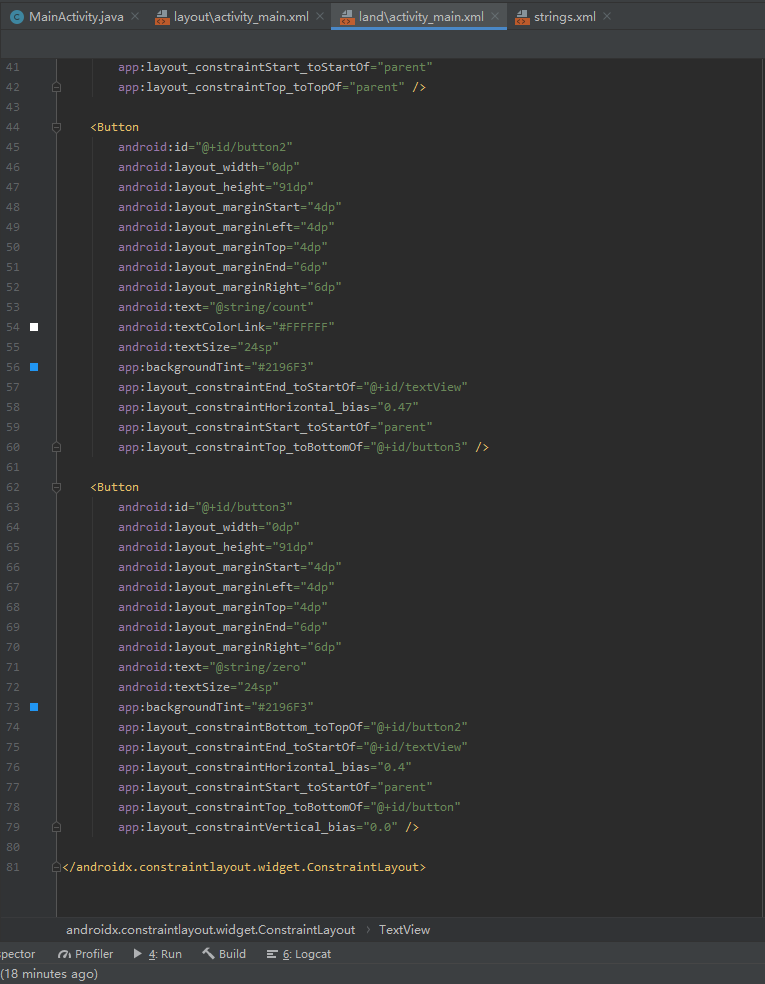 MainActivity.java layout\activity_main.xml land\activity_main.xml strings.xml
41 app:layout_constraintStart_toStartOf="parent"
42 app:layout_constraintTop_toTopOf="parent" />
43
44 <Button
45 android:id="@+id/button2"
46 android:layout_width="0dp"
47 android:layout_height="91dp"
48 android:layout_marginStart="4dp"
49 android:layout_marginLeft="4dp"
50 android:layout_marginTop="4dp"
51 android:layout_marginEnd="6dp"
52 android:layout_marginRight="6dp"
53 android:text="@string/count"
54 android:textColorLink="#FFFFFF"
55 android:textSize="24sp"
56 app:backgroundTint="#2196F3"
57 app:layout_constraintEnd_toStartOf="@+id/textView"
58 app:layout_constraintHorizontal_bias="0.47"
59 app:layout_constraintStart_toStartOf="parent"
60 app:layout_constraintTop_toBottomOf="@+id/button3" />
61
62 <Button
63 android:id="@+id/button3"
64 android:layout_width="0dp"
65 android:layout_height="91dp"
66 android:layout_marginStart="4dp"
67 android:layout_marginLeft="4dp"
68 android:layout_marginTop="4dp"
69 android:layout_marginEnd="6dp"
70 android:layout_marginRight="6dp"
71 android:text="@string/zero"
72 android:textSize="24sp"
73 app:backgroundTint="#2196F3"
74 app:layout_constraintBottom_toTopOf="@+id/button2"
75 app:layout_constraintEnd_toStartOf="@+id/textView"
76 app:layout_constraintHorizontal_bias="0.4"
77 app:layout_constraintStart_toStartOf="parent"
78 app:layout_constraintTop_toBottomOf="@+id/button"
79 app:layout_constraintVertical_bias="0.0" />
80
81 </androidx.constraintlayout.widget.ConstraintLayout>
androidx.constraintlayout.widget.ConstraintLayout › TextView
spector Profiler 4: Run Build 6: Logcat
(18 minutes ago)